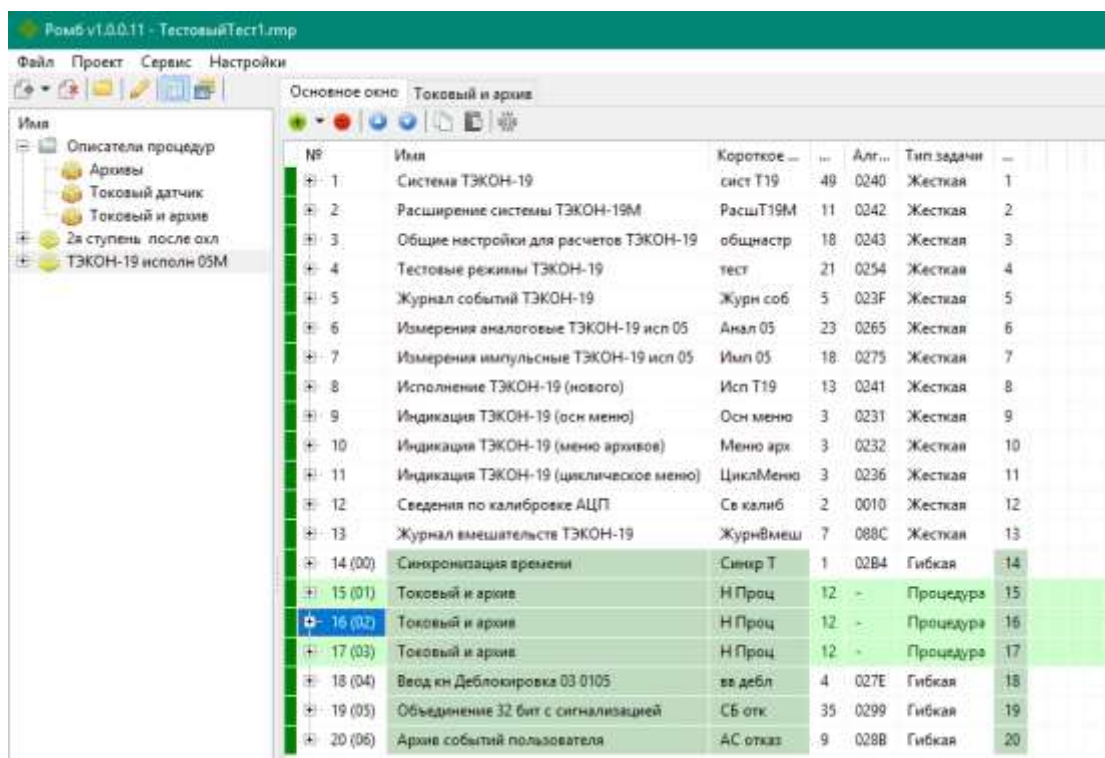 Ромб v1.0.0.11 - ТестовыйТест1.rmp
Файл Проект Сервис Настройки
Основное окно Токовый и архив
Имя
Описатели процедур
Архивы
Токовый датчик
Токовый и архив
2я ступень после охл
ТЭКОН-19 исполн 05М
№ Имя Короткое ... ... Алг... Тип задачи ...
1 Система ТЭКОН-19 сист Т19 49 0240 Жесткая 1
2 Расширение системы ТЭКОН-19М РасшТ19М 11 0242 Жесткая 2
3 Общие настройки для расчетов ТЭКОН-19 общнастр 18 0243 Жесткая 3
4 Тестовые режимы ТЭКОН-19 тест 21 0254 Жесткая 4
5 Журнал событий ТЭКОН-19 Журн соб 5 023F Жесткая 5
6 Измерения аналоговые ТЭКОН-19 исп 05 Анал 05 23 0265 Жесткая 6
7 Измерения импульсные ТЭКОН-19 исп 05 Имп 05 18 0275 Жесткая 7
8 Исполнение ТЭКОН-19 (нового) Исп Т19 13 0241 Жесткая 8
9 Индикация ТЭКОН-19 (осн меню) Осн меню 3 0231 Жесткая 9
10 Индикация ТЭКОН-19 (меню архивов) Меню арх 3 0232 Жесткая 10
11 Индикация ТЭКОН-19 (циклическое меню) ЦиклМеню 3 0236 Жесткая 11
12 Сведения по калибровке АЦП Св калиб 2 0010 Жесткая 12
13 Журнал вмешательств ТЭКОН-19 ЖурнВмеш 7 088C Жесткая 13
14 (00) Синхронизация времени Синхр Т 1 02B4 Гибкая 14
15 (01) Токовый и архив Н Проц 12 - Процедура 15
16 (02) Токовый и архив Н Проц 12 - Процедура 16
17 (03) Токовый и архив Н Проц 12 - Процедура 17
18 (04) Ввод кн Деблокировка 03 0105 вв дебл 4 027E Гибкая 18
19 (05) Объединение 32 бит с сигнализацией СБ отк 35 0299 Гибкая 19
20 (06) Архив событий пользователя АС отказ 9 028B Гибкая 20